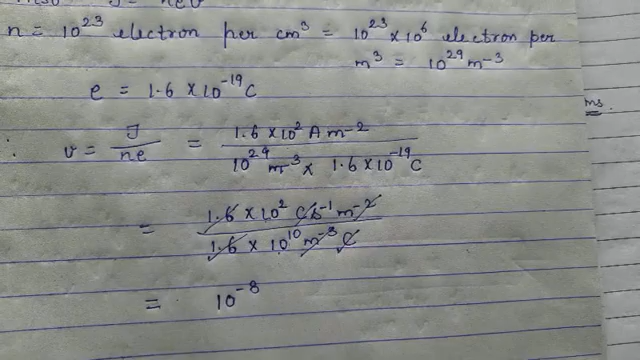 J = nev
n = 10²³ electron per cm³ = 10²³ × 10⁶ electron per
m³ = 10²⁹ m⁻³
e = 1.6 × 10⁻¹⁹ C
ms.
∴ v = J/ne = 1.6 × 10² A m⁻² / 10²⁹ m⁻³ × 1.6 × 10⁻¹⁹ C
= 1.6 × 10² C s⁻¹ m⁻² / 1.6 × 10¹⁰ m⁻³ C
= 10⁻⁸